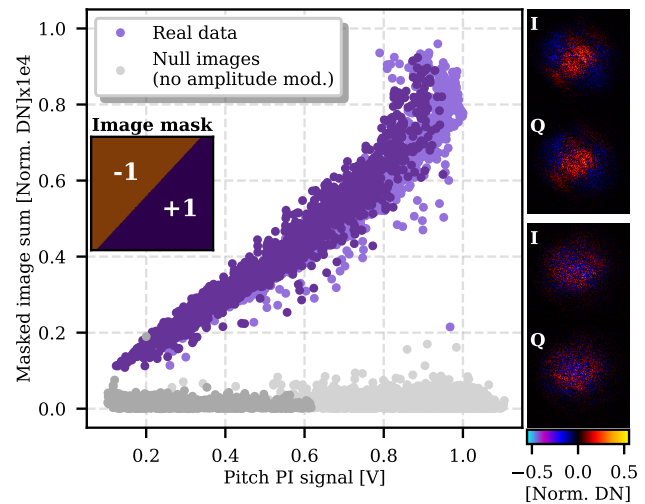 Real data
Null images
(no amplitude mod.)
Image mask
-1
+1
Masked image sum [Norm. DN]x1e4
1.0
0.8
0.6
0.4
0.2
0.0
0.2
0.4
0.6
0.8
1.0
Pitch PI signal [V]
I
Q
I
Q
−0.5
0.0
0.5
[Norm. DN]